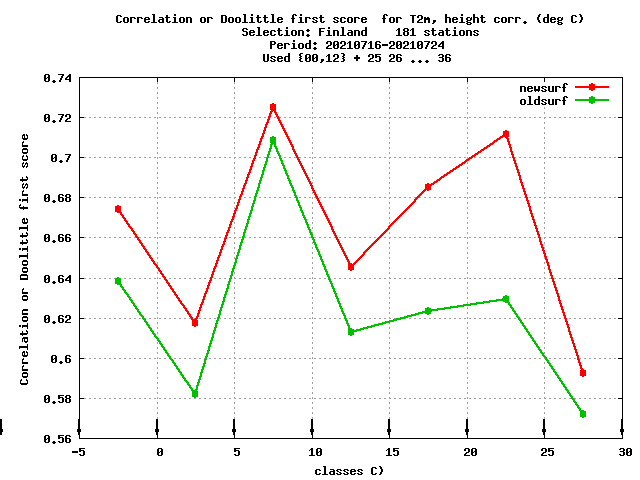 Correlation or Doolittle first score  for T2m, height corr. (deg C)
Selection: Finland    181 stations
Period: 20210716-20210724
Used {00,12} + 25 26 ... 36
newsurf
oldsurf
Correlation or Doolittle first score
0.74
0.72
0.7
0.68
0.66
0.64
0.62
0.6
0.58
0.56
-5 0 5 10 15 20 25 30
classes C)